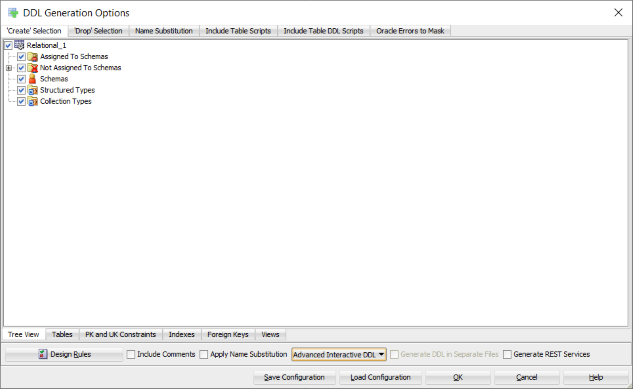 DDL Generation Options
'Create' Selection 'Drop' Selection Name Substitution Include Table Scripts Include Table DDL Scripts Oracle Errors to Mask
Relational_1
Assigned To Schemas
Not Assigned To Schemas
Schemas
Structured Types
Collection Types
Tree View Tables PK and UK Constraints Indexes Foreign Keys Views
Design Rules Include Comments Apply Name Substitution Advanced Interactive DDL Generate DDL in Separate Files Generate REST Services
Save Configuration Load Configuration OK Cancel Help